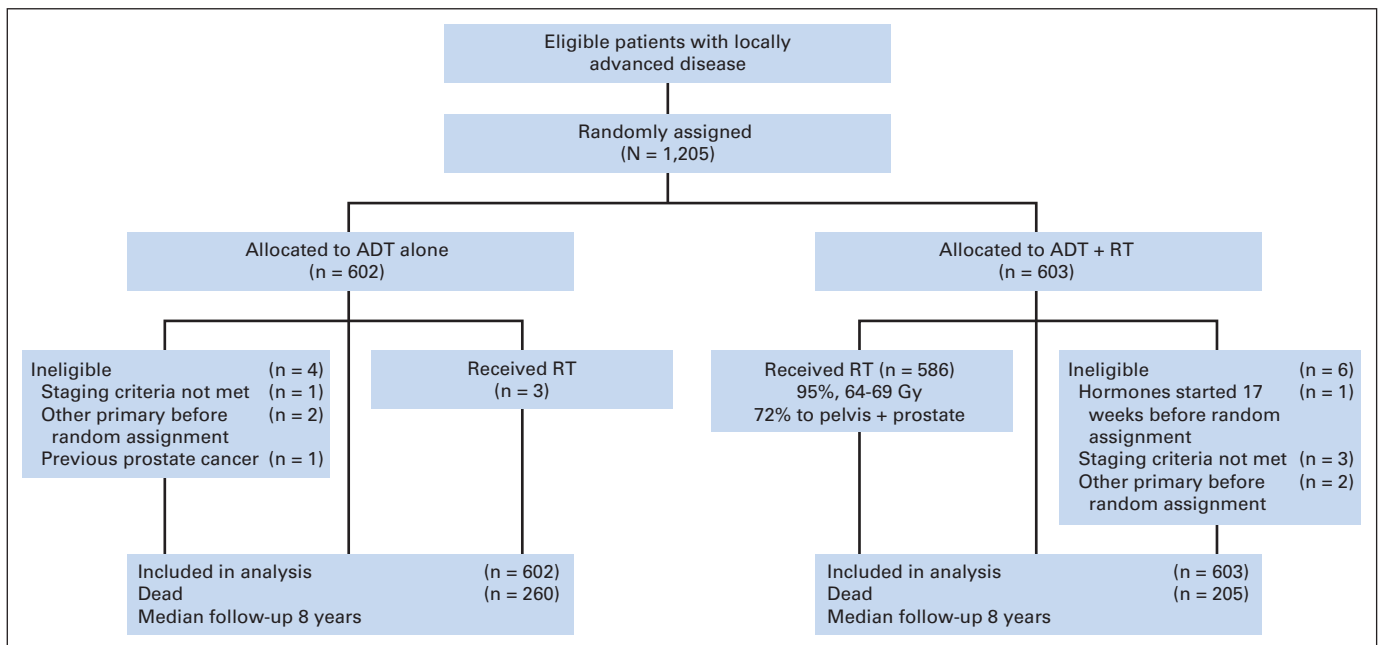 Eligible patients with locally
advanced disease
Randomly assigned
(N = 1,205)
Allocated to ADT alone
(n = 602)
Allocated to ADT + RT
(n = 603)
Ineligible (n = 4)
Staging criteria not met (n = 1)
Other primary before (n = 2)
random assignment
Previous prostate cancer (n = 1)
Received RT
(n = 3)
Received RT (n = 586)
95%, 64-69 Gy
72% to pelvis + prostate
Ineligible (n = 6)
Hormones started 17 (n = 1)
weeks before random
assignment
Staging criteria not met (n = 3)
Other primary before (n = 2)
random assignment
Included in analysis (n = 602)
Dead (n = 260)
Median follow-up 8 years
Included in analysis (n = 603)
Dead (n = 205)
Median follow-up 8 years